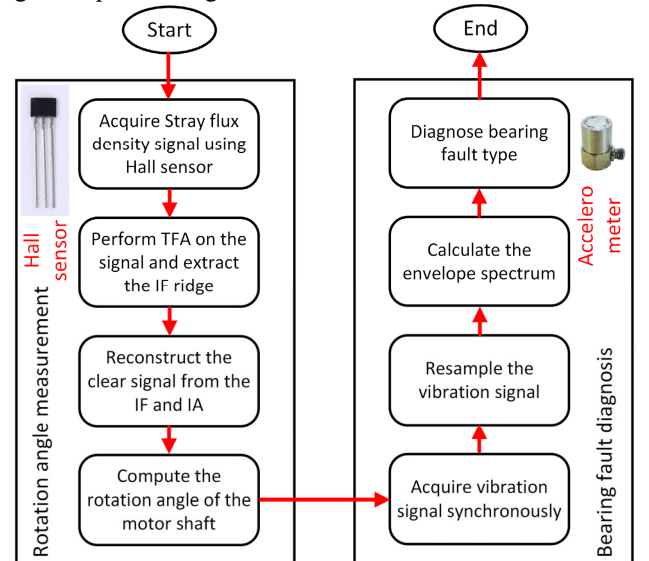 Start
Acquire Stray flux
density signal using
Hall sensor
Perform TFA on the
signal and extract
the IF ridge
Reconstruct the
clear signal from the
IF and IA
Compute the
rotation angle of the
motor shaft
Hall
sensor
Rotation angle measurement
End
Diagnose bearing
fault type
Calculate the
envelope spectrum
Resample the
vibration signal
Acquire vibration
signal synchronously
Accelero
meter
Bearing fault diagnosis